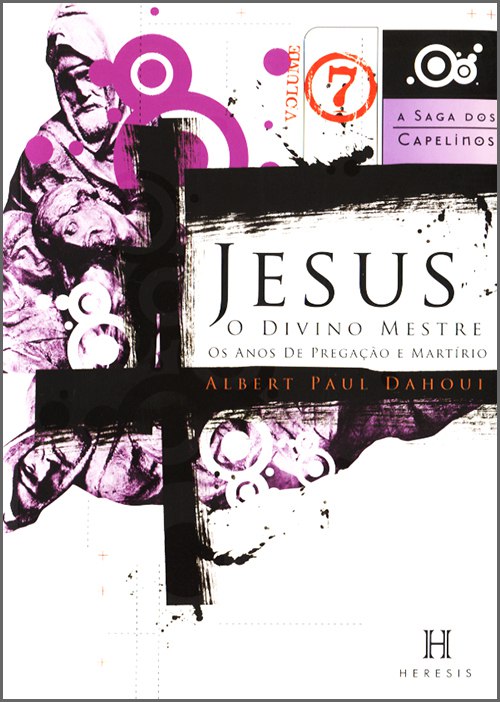 VOLUME
7
A SAGA DOS
CAPELINOS
JESUS
O DIVINO MESTRE
OS ANOS DE PREGAÇÃO E MARTÍRIO
ALBERT PAUL DAHOUI
H
HERESIS